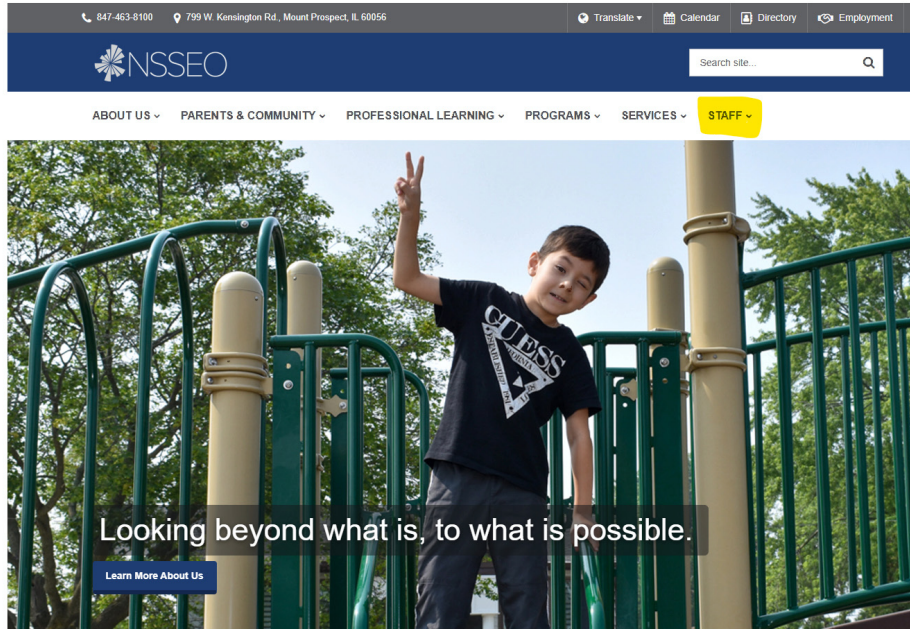 847-463-8100 799 W. Kensington Rd., Mount Prospect, IL 60056 Translate Calendar Directory Employment
NSSEO Search site...
ABOUT US PARENTS & COMMUNITY PROFESSIONAL LEARNING PROGRAMS SERVICES STAFF
GUESS
Looking beyond what is, to what is possible.
Learn More About Us